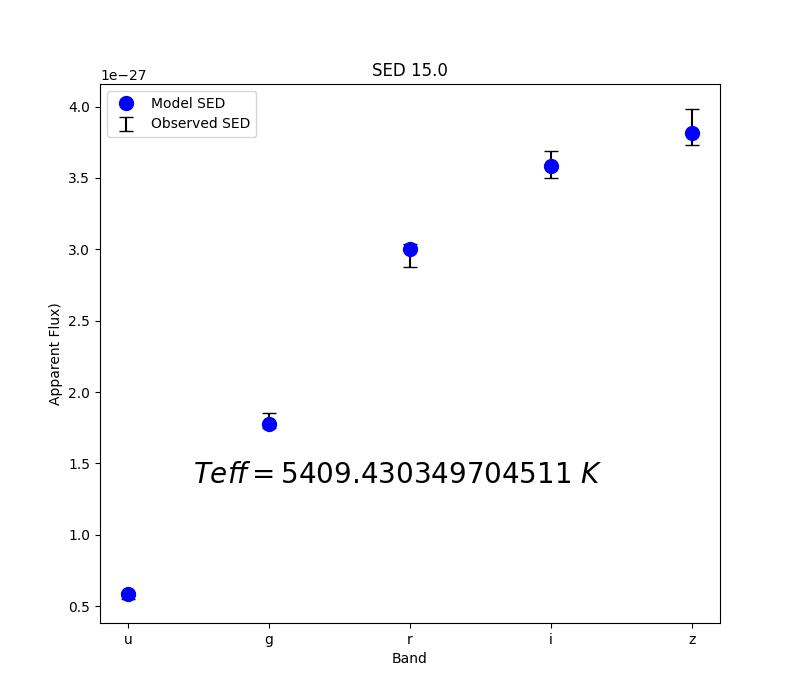 SED 15.0
1e−27
Model SED
Observed SED
4.0
3.5
3.0
2.5
2.0
1.5
1.0
0.5
Apparent Flux)
Teff = 5409.430349704511 K
u g r i z
Band